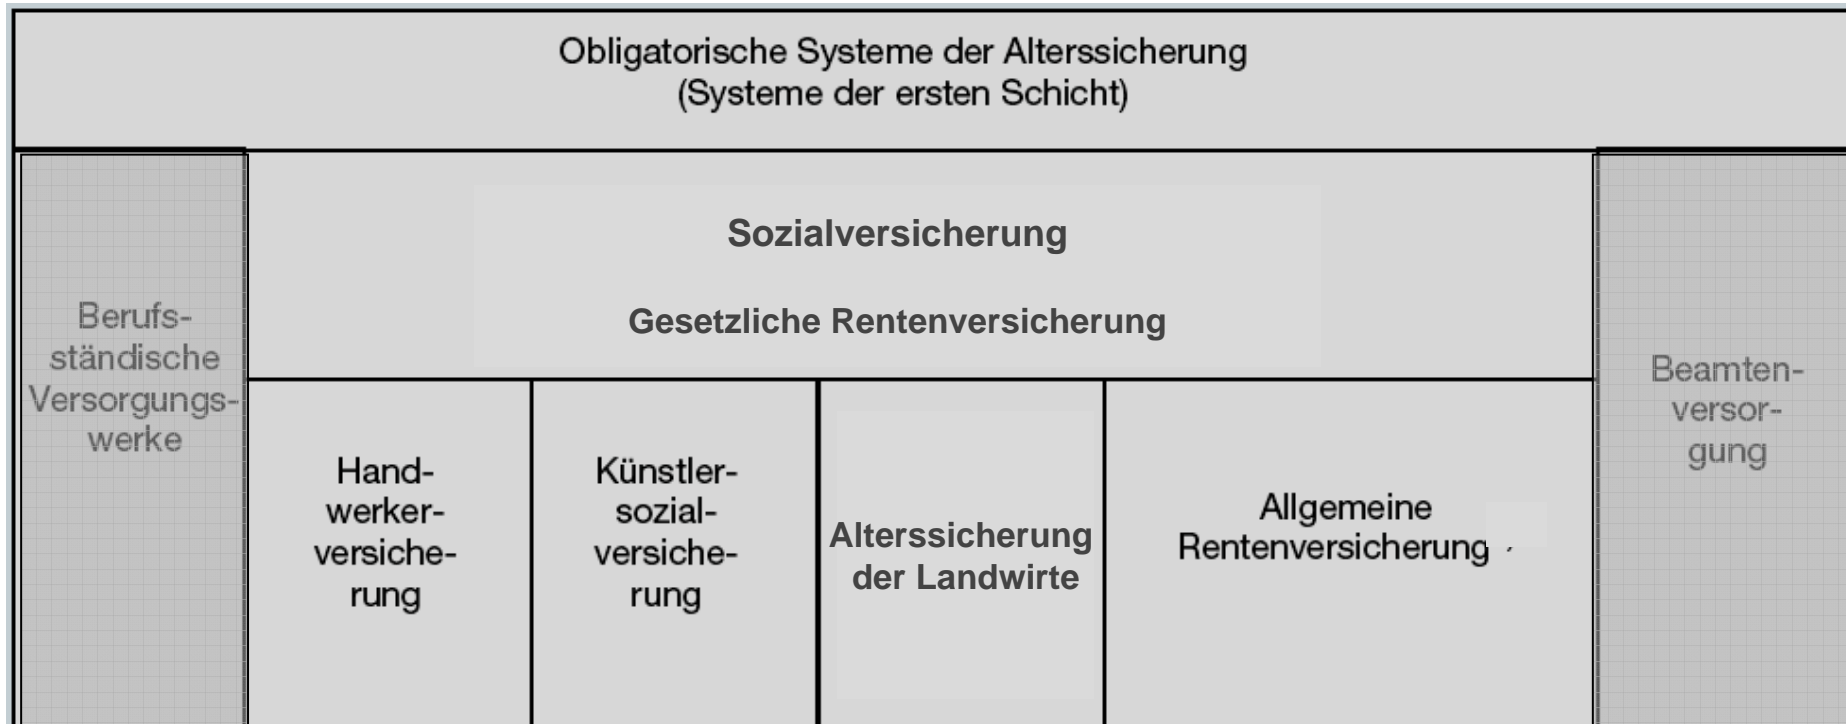 Obligatorische Systeme der Alterssicherung
(Systeme der ersten Schicht)
Berufs-
ständische
Versorgungs-
werke
Sozialversicherung
Gesetzliche Rentenversicherung
Hand-
werker-
versiche-
rung
Künstler-
sozial-
versiche-
rung
Alterssicherung
der Landwirte
Allgemeine
Rentenversicherung
Beamten-
versor-
gung